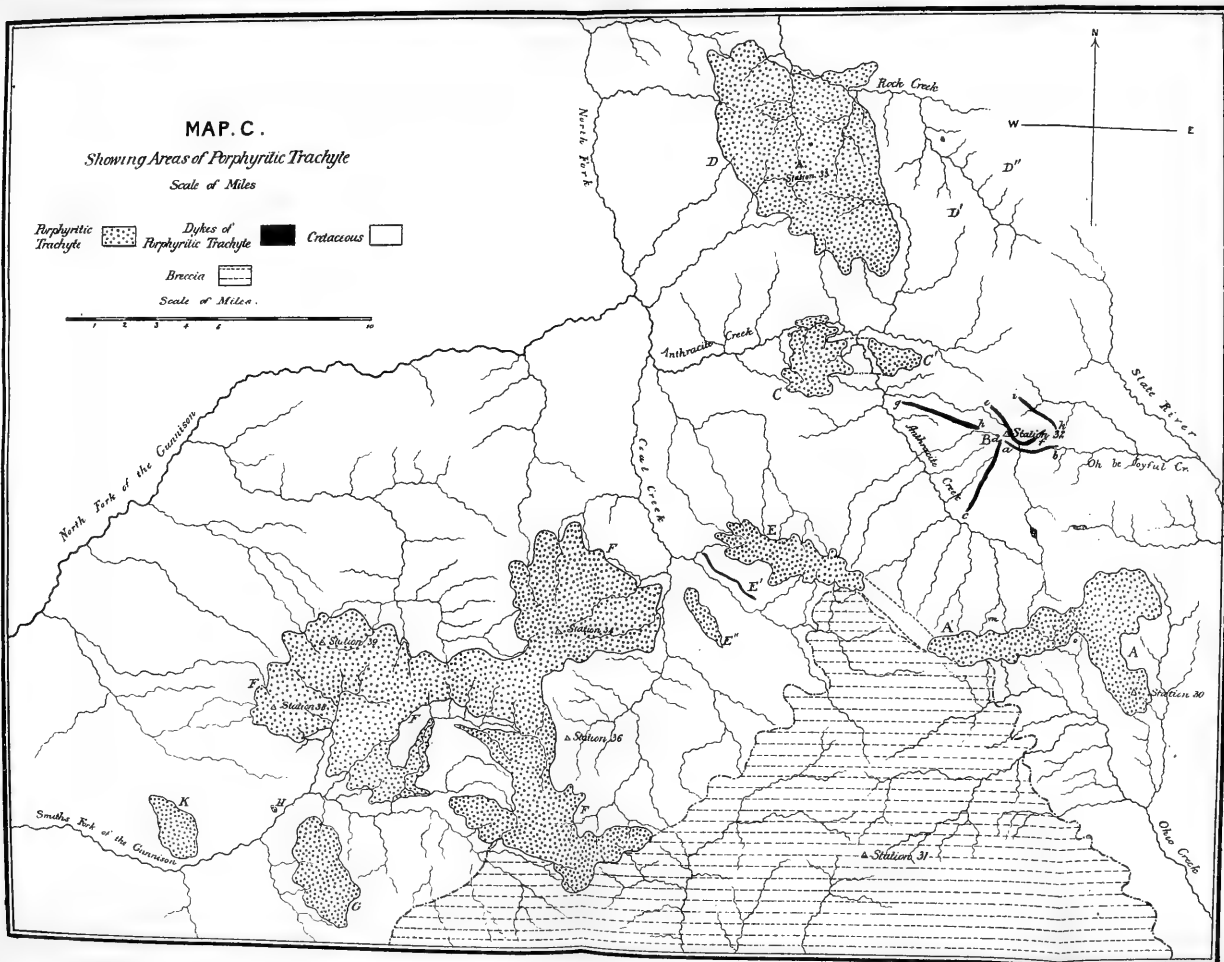 MAP. C.
Showing Areas of Porphyritic Trachyte
Scale of Miles
Porphyritic Trachyte
Dykes of Porphyritic Trachyte
Cretaceous
Breccia
Scale of Miles.
1 2 3 4 10
N
W
E
North Fork
Rock Creek
D
Station 33
D"
D'
Anthracite Creek
C
C'
Slate River
North Fork of the Gunnison
Coal Creek
g
h
i
Station 32
B
a
b
c
Anthracite Creek
Oh be Joyful Cr.
E
E'
E"
F
Station 34
Station 39
F
Station 38
F
Station 36
F
A'
m
A
Station 30
K
H
G
Smiths Fork of the Gunnison
Station 31
Ohio Creek